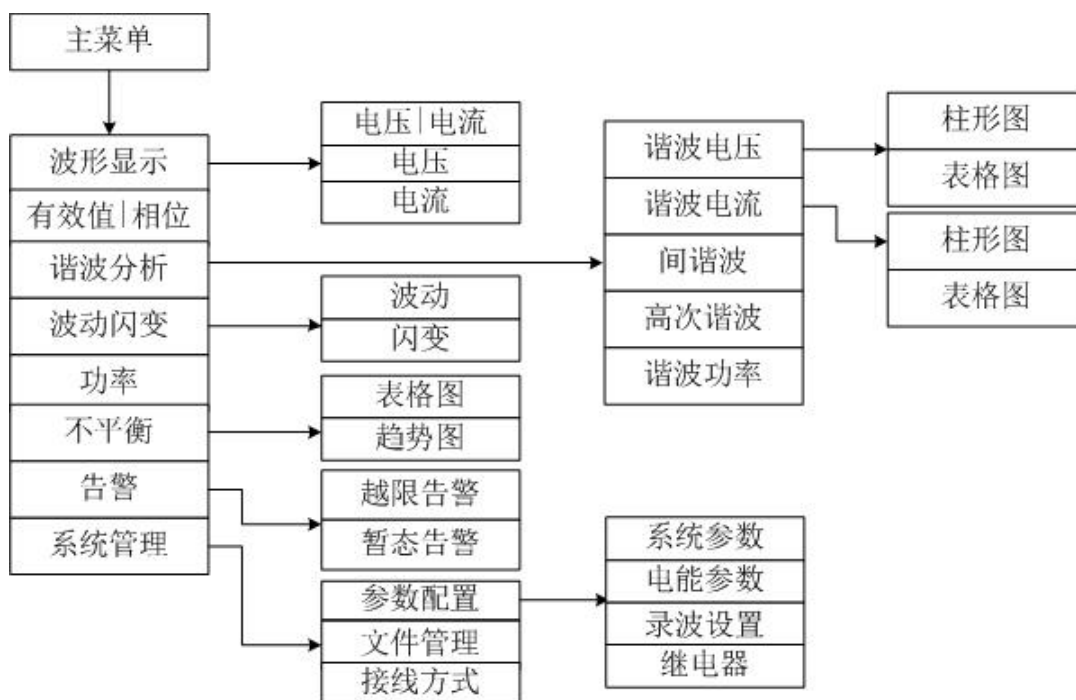 主菜单
波形显示
有效值|相位
谐波分析
波动闪变
功率
不平衡
告警
系统管理
电压|电流
电压
电流
波动
闪变
表格图
趋势图
越限告警
暂态告警
参数配置
文件管理
接线方式
谐波电压
谐波电流
间谐波
高次谐波
谐波功率
系统参数
电能参数
录波设置
继电器
柱形图
表格图
柱形图
表格图